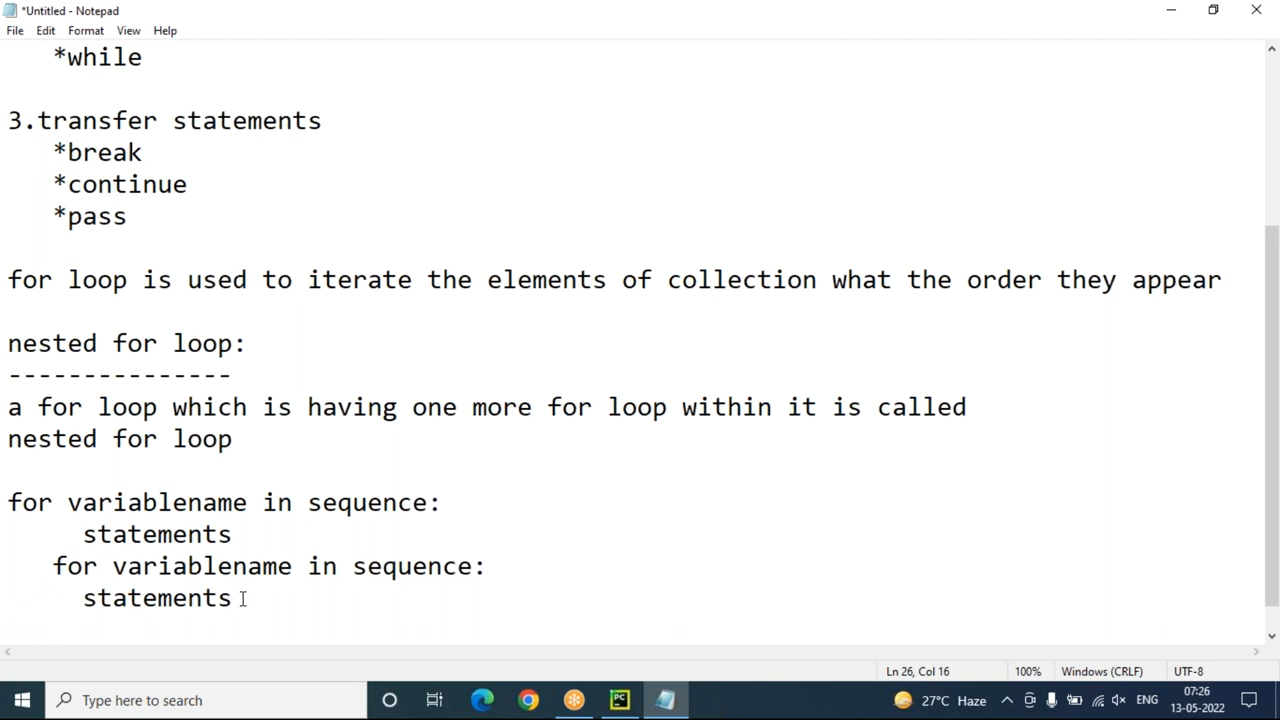 *Untitled - Notepad
File Edit Format View Help
*while
3.transfer statements
*break
*continue
*pass
for loop is used to iterate the elements of collection what the order they appear
nested for loop:
---------------
a for loop which is having one more for loop within it is called
nested for loop
for variablename in sequence:
statements
for variablename in sequence:
statements
Ln 26, Col 16 100% Windows (CRLF) UTF-8
Type here to search PC 27°C Haze ENG 07:26
13-05-2022